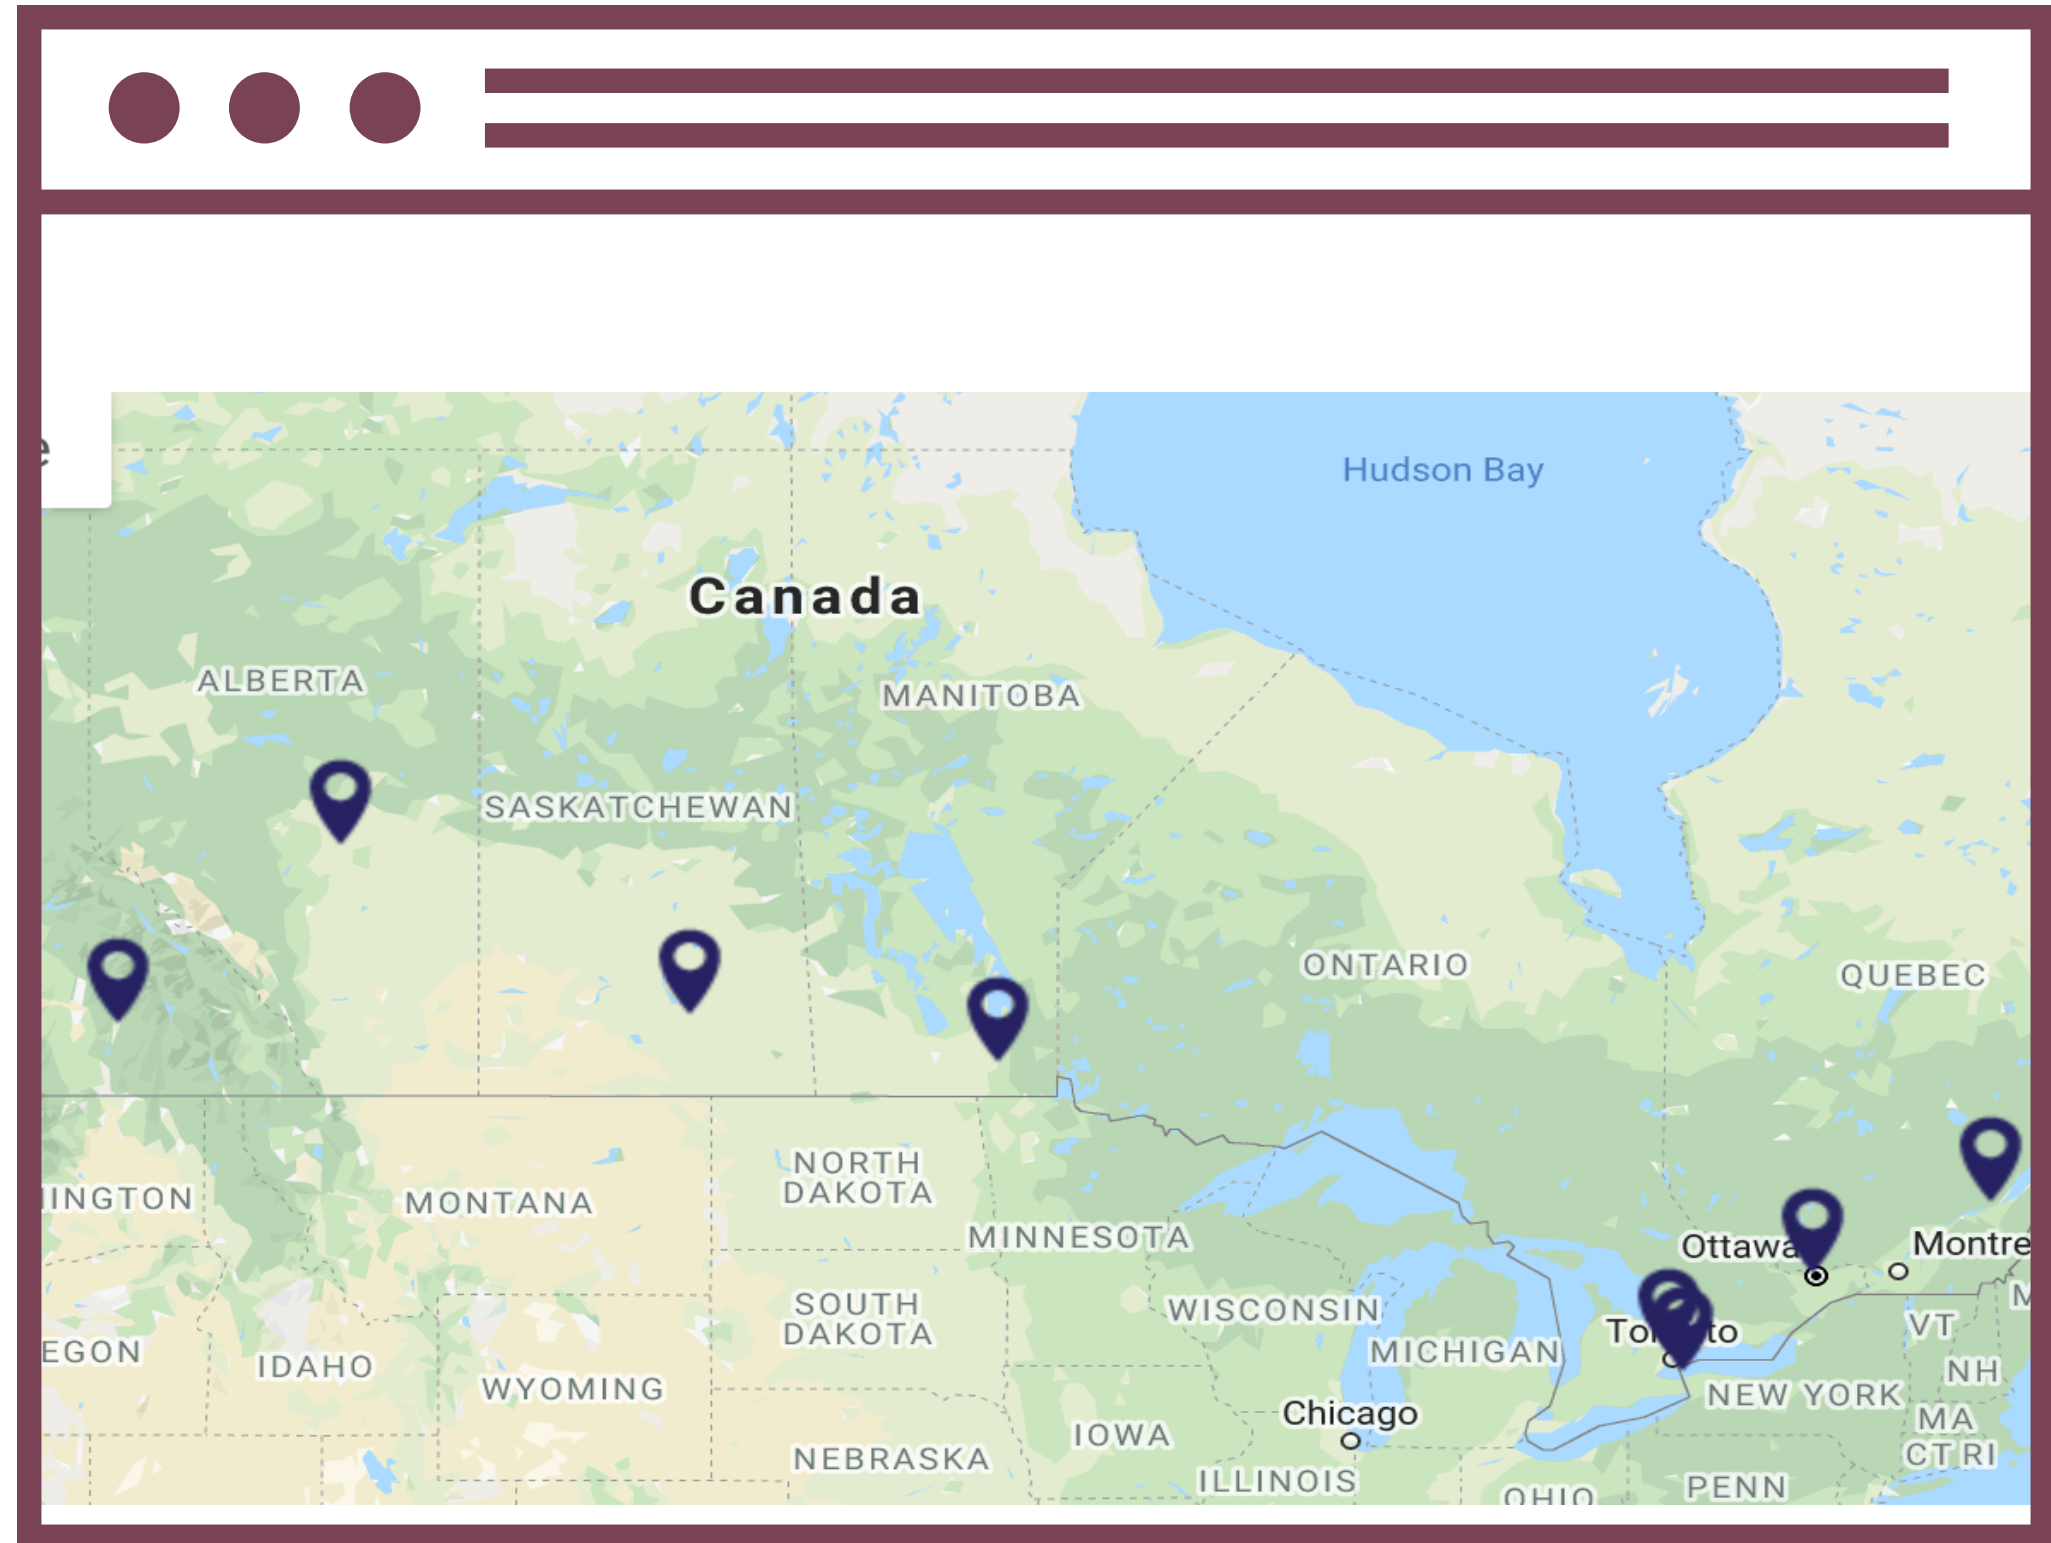 e
Hudson Bay
Canada
ALBERTA
MANITOBA
SASKATCHEWAN
ONTARIO
QUEBEC
NORTH
DAKOTA
INGTON
MONTANA
MINNESOTA
Ottawa
Montre
SOUTH
DAKOTA
WISCONSIN
M
VT
EGON
IDAHO
MICHIGAN
NH
WYOMING
NEW YORK
Chicago
MA
IOWA
CT RI
NEBRASKA
ILLINOIS
PENN
OHIO